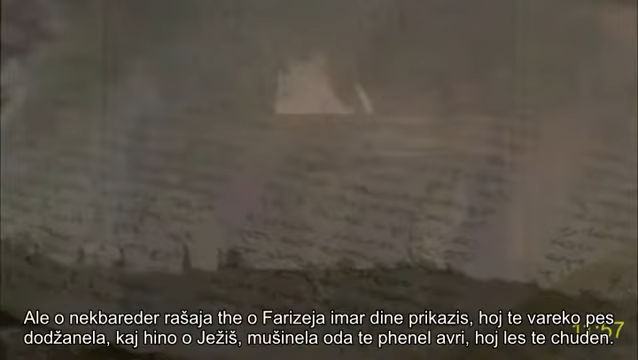 Ale o nekbareder rašaja the o Farizeja imar dine prikazis, hoj te vareko pes
dodžanela, kaj hino o Ježiš, mušinela oda te phenel avri, hoj les te chuden.